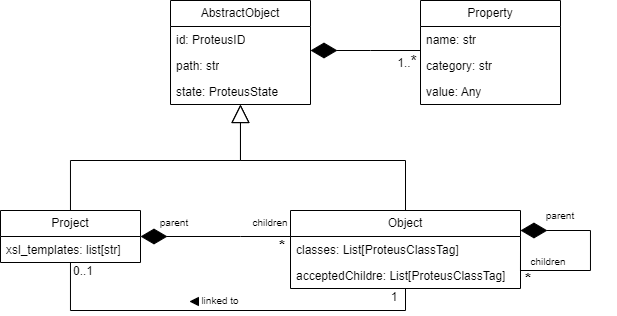 AbstractObject
id: ProteusID
path: str
state: ProteusState
Property
name: str
category: str
value: Any
1..*
Project
xsl_templates: list[str]
parent
children
*
Object
classes: List[ProteusClassTag]
acceptedChildre: List[ProteusClassTag]
parent
children
*
0..1
1
linked to